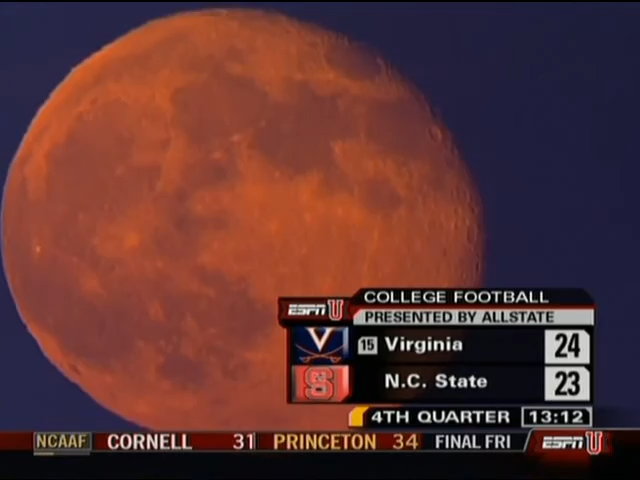 COLLEGE FOOTBALL
ESPN U
PRESENTED BY ALLSTATE
15 Virginia 24
S N.C. State 23
4TH QUARTER 13:12
NCAAF CORNELL 31 PRINCETON 34 FINAL FRI ESPN U